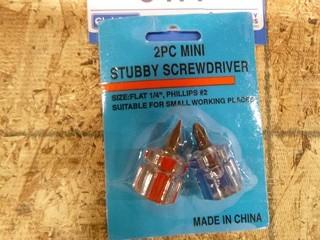 2PC MINI
STUBBY SCREWDRIVER
SIZE:FLAT 1/4", PHILLIPS #2
SUITABLE FOR SMALL WORKING PLACES
MADE IN CHINA